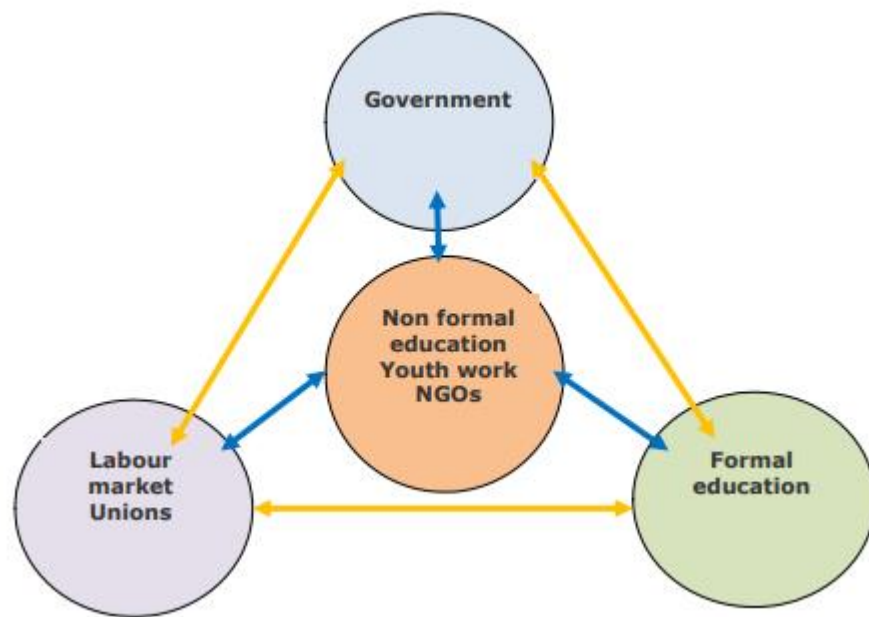 Government
Non formal
education
Youth work
NGOs
Labour
market
Unions
Formal
education